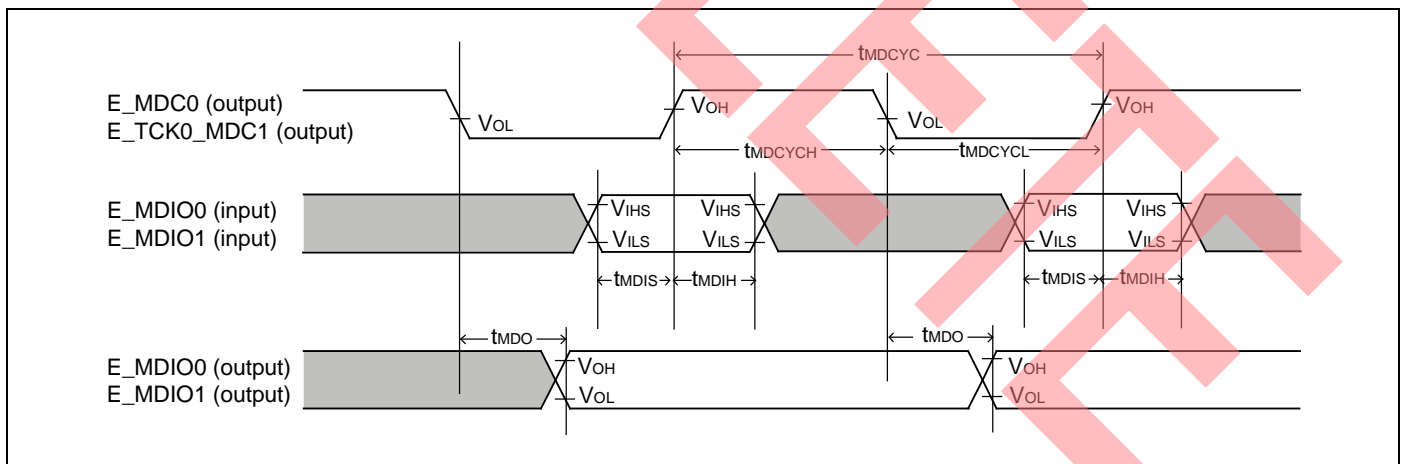 tMDCYC
E_MDC0 (output)
E_TCK0_MDC1 (output)
VOL
VOH
VOL
VOH
tMDCYCH
tMDCYCL
E_MDIO0 (input)
E_MDIO1 (input)
VIHS
VIHS
VIHS
VIHS
VILS
VILS
VILS
VILS
tMDIS
tMDIH
tMDIS
tMDIH
tMDO
tMDO
E_MDIO0 (output)
E_MDIO1 (output)
VOH
VOH
VOL
VOL